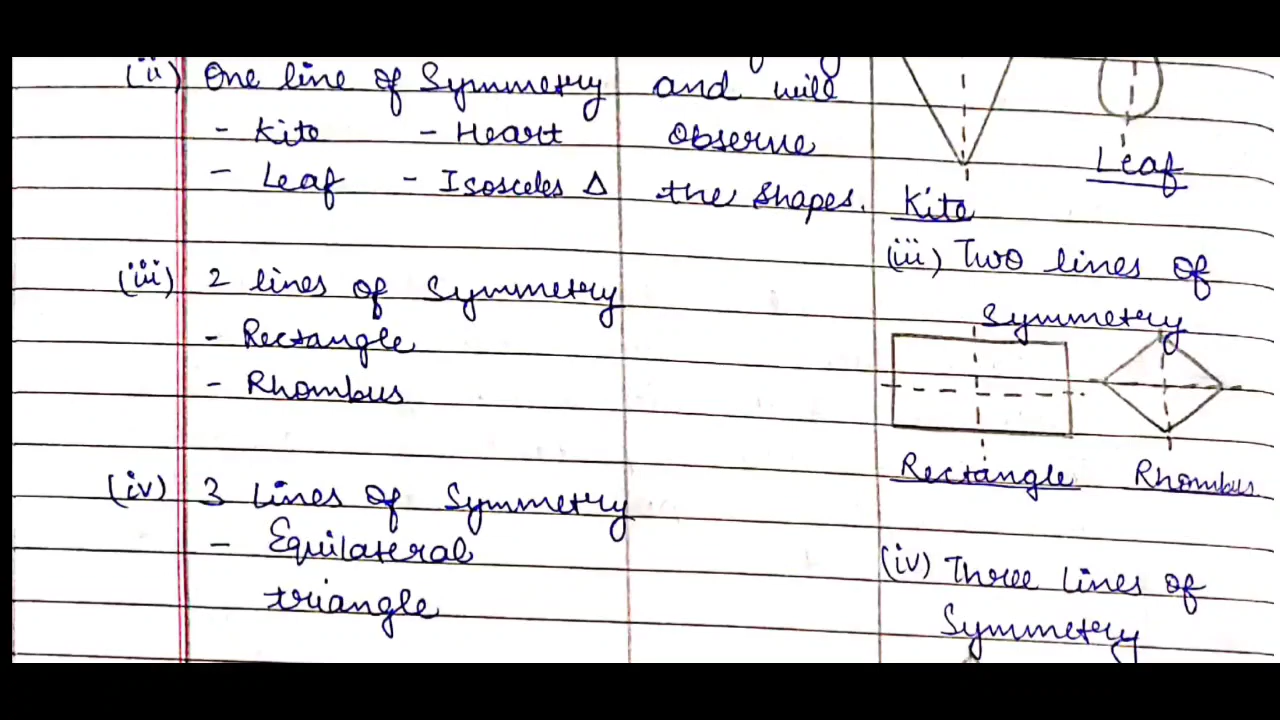 (ii) One line of Symmetry
- Kite - Heart
- Leaf - Isosceles Δ
(iii) 2 lines of Symmetry
- Rectangle
- Rhombus
(iv) 3 lines of Symmetry
- Equilateral
triangle
and will
observe
the shapes.
Leaf
Kite
(iii) Two lines of
Symmetry
Rectangle Rhombus.
(iv) Three lines of
Symmetry